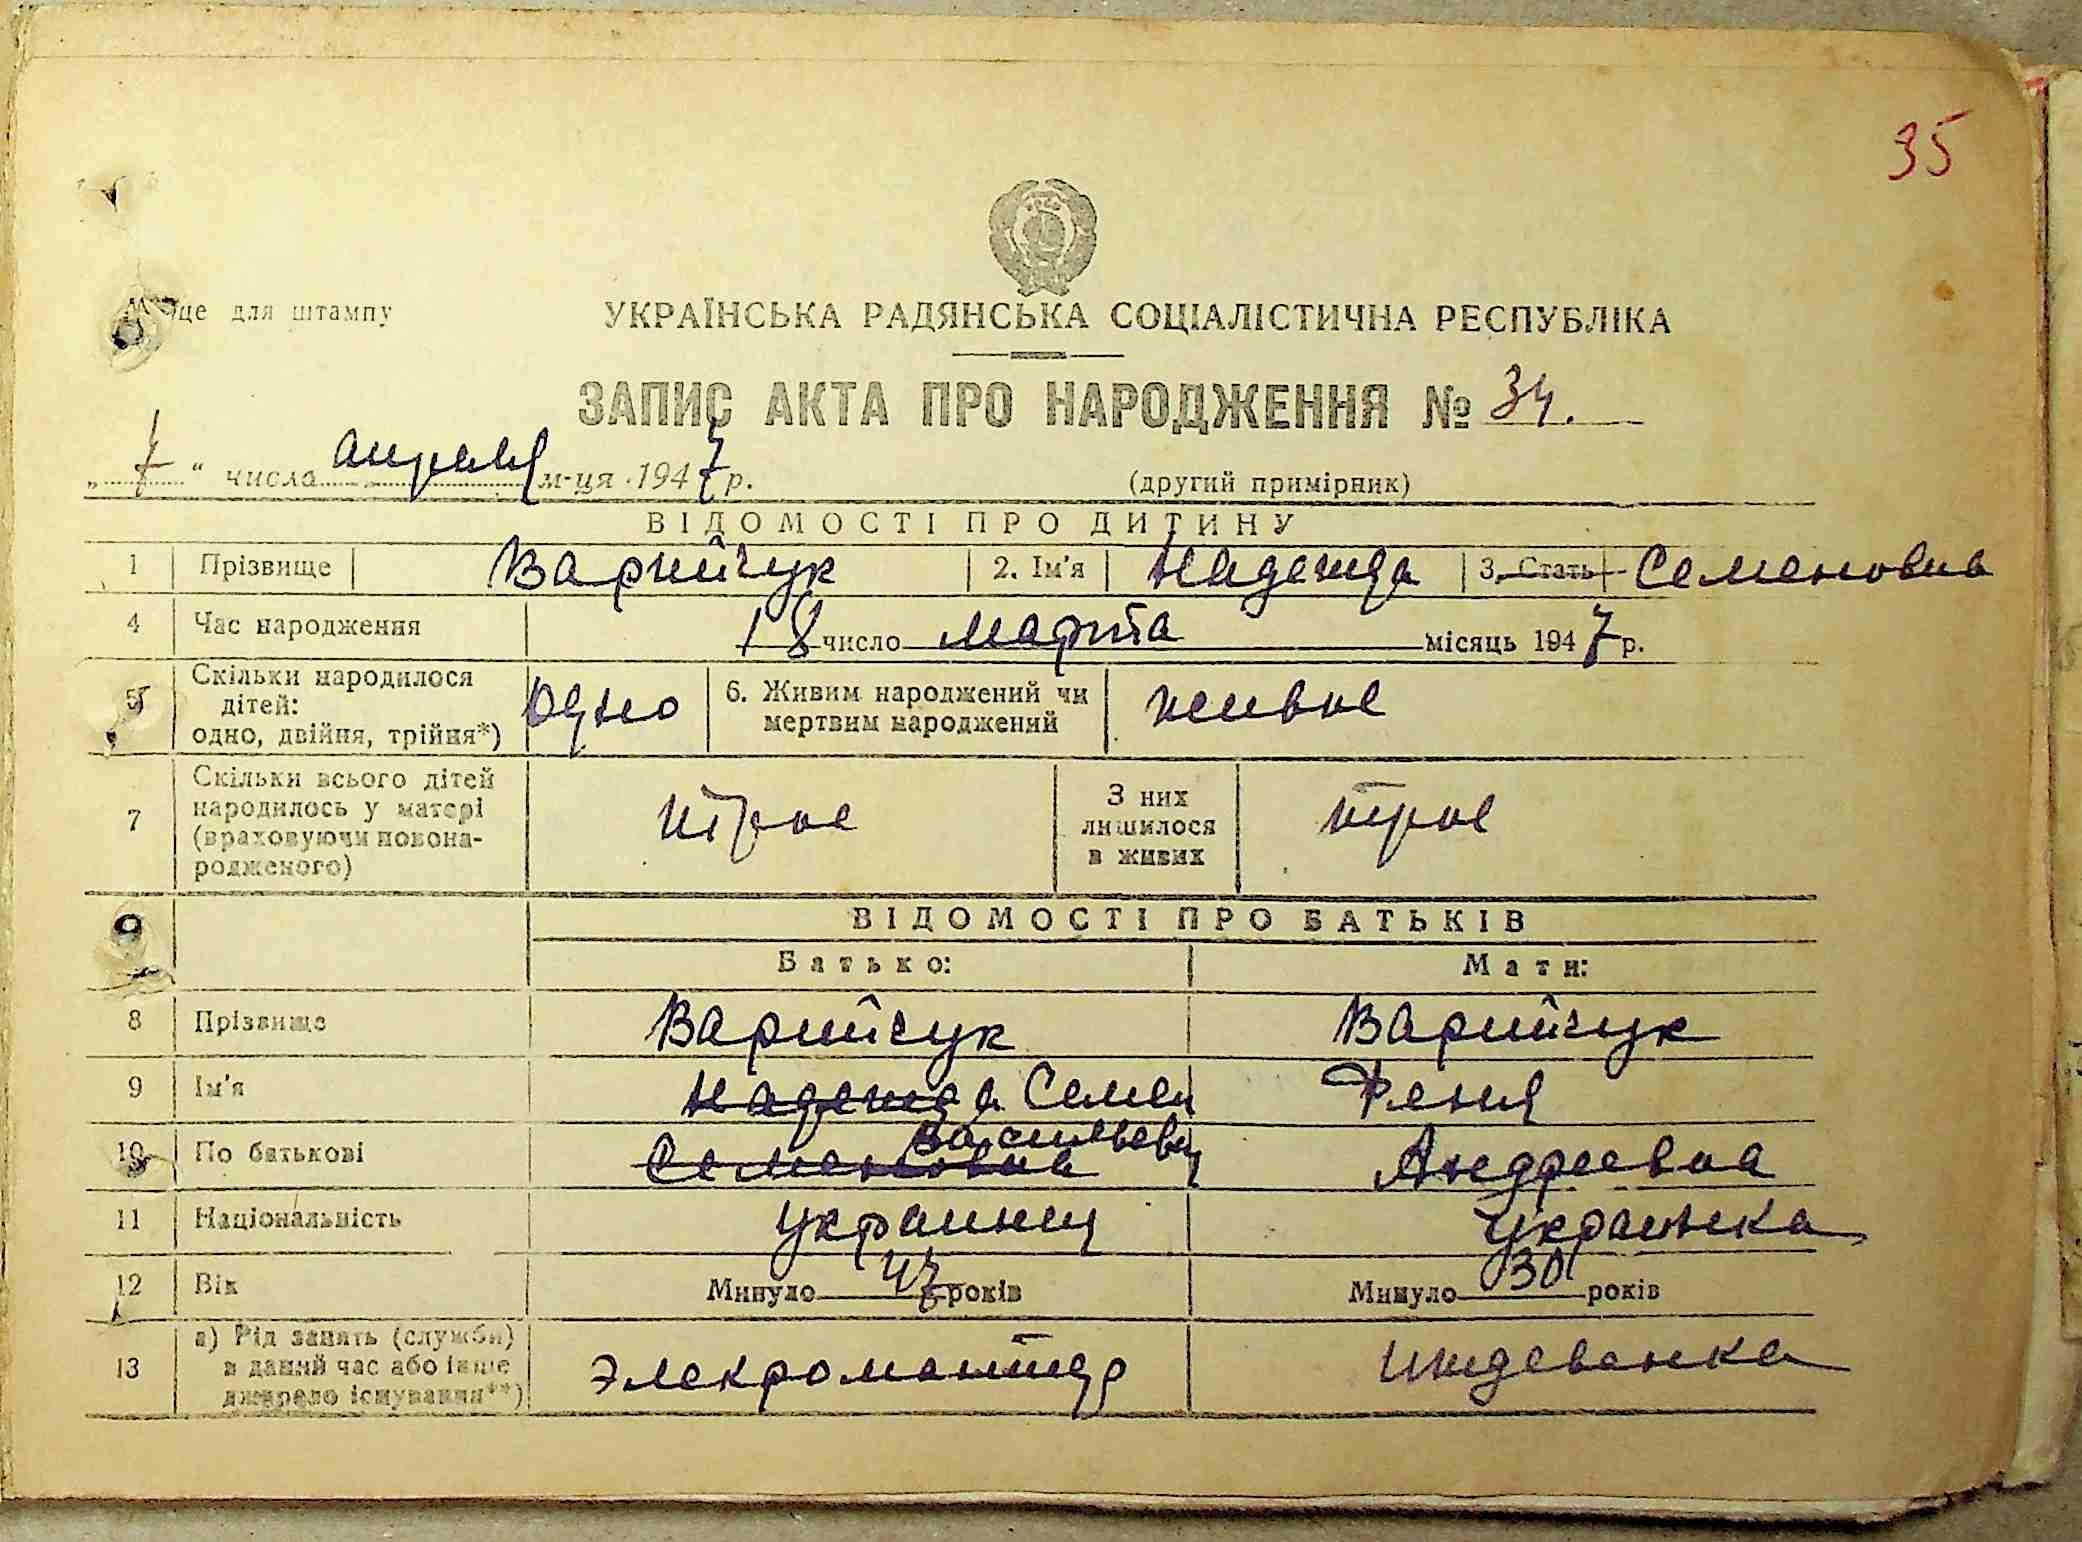 35
Місце для штампу
УКРАЇНСЬКА РАДЯНСЬКА СОЦІАЛІСТИЧНА РЕСПУБЛІКА
ЗАПИС АКТА ПРО НАРОДЖЕННЯ № 34.
„7“ числа апреля м-ця 1947 р.
(другий примірник)
ВІДОМОСТІ ПРО ДИТИНУ
1 Прізвище Варийчук 2. Ім'я Надежда 3. Стать Семеновна
4 Час народження 18 число марта місяць 1947 р.
5 Скільки народилося дітей: одно, двійня, трійня*) Одно 6. Живим народжений чи мертвим народжений живое
7 Скільки всього дітей народилось у матері (враховуючи новонародженого) трое З них лишилося в живих трое
ВІДОМОСТІ ПРО БАТЬКІВ
Батько: Мати:
8 Прізвище Варийчук Варийчук
9 Ім'я Надежда Семен Феня
10 По батькові Семеновна Васильевич Андреевна
11 Національність украинец украинка
12 Вік Минуло 47 років Минуло 30 років
13 а) Рід занять (служби) в даний час або інше джерело існування**) Элекромантер иждевенка